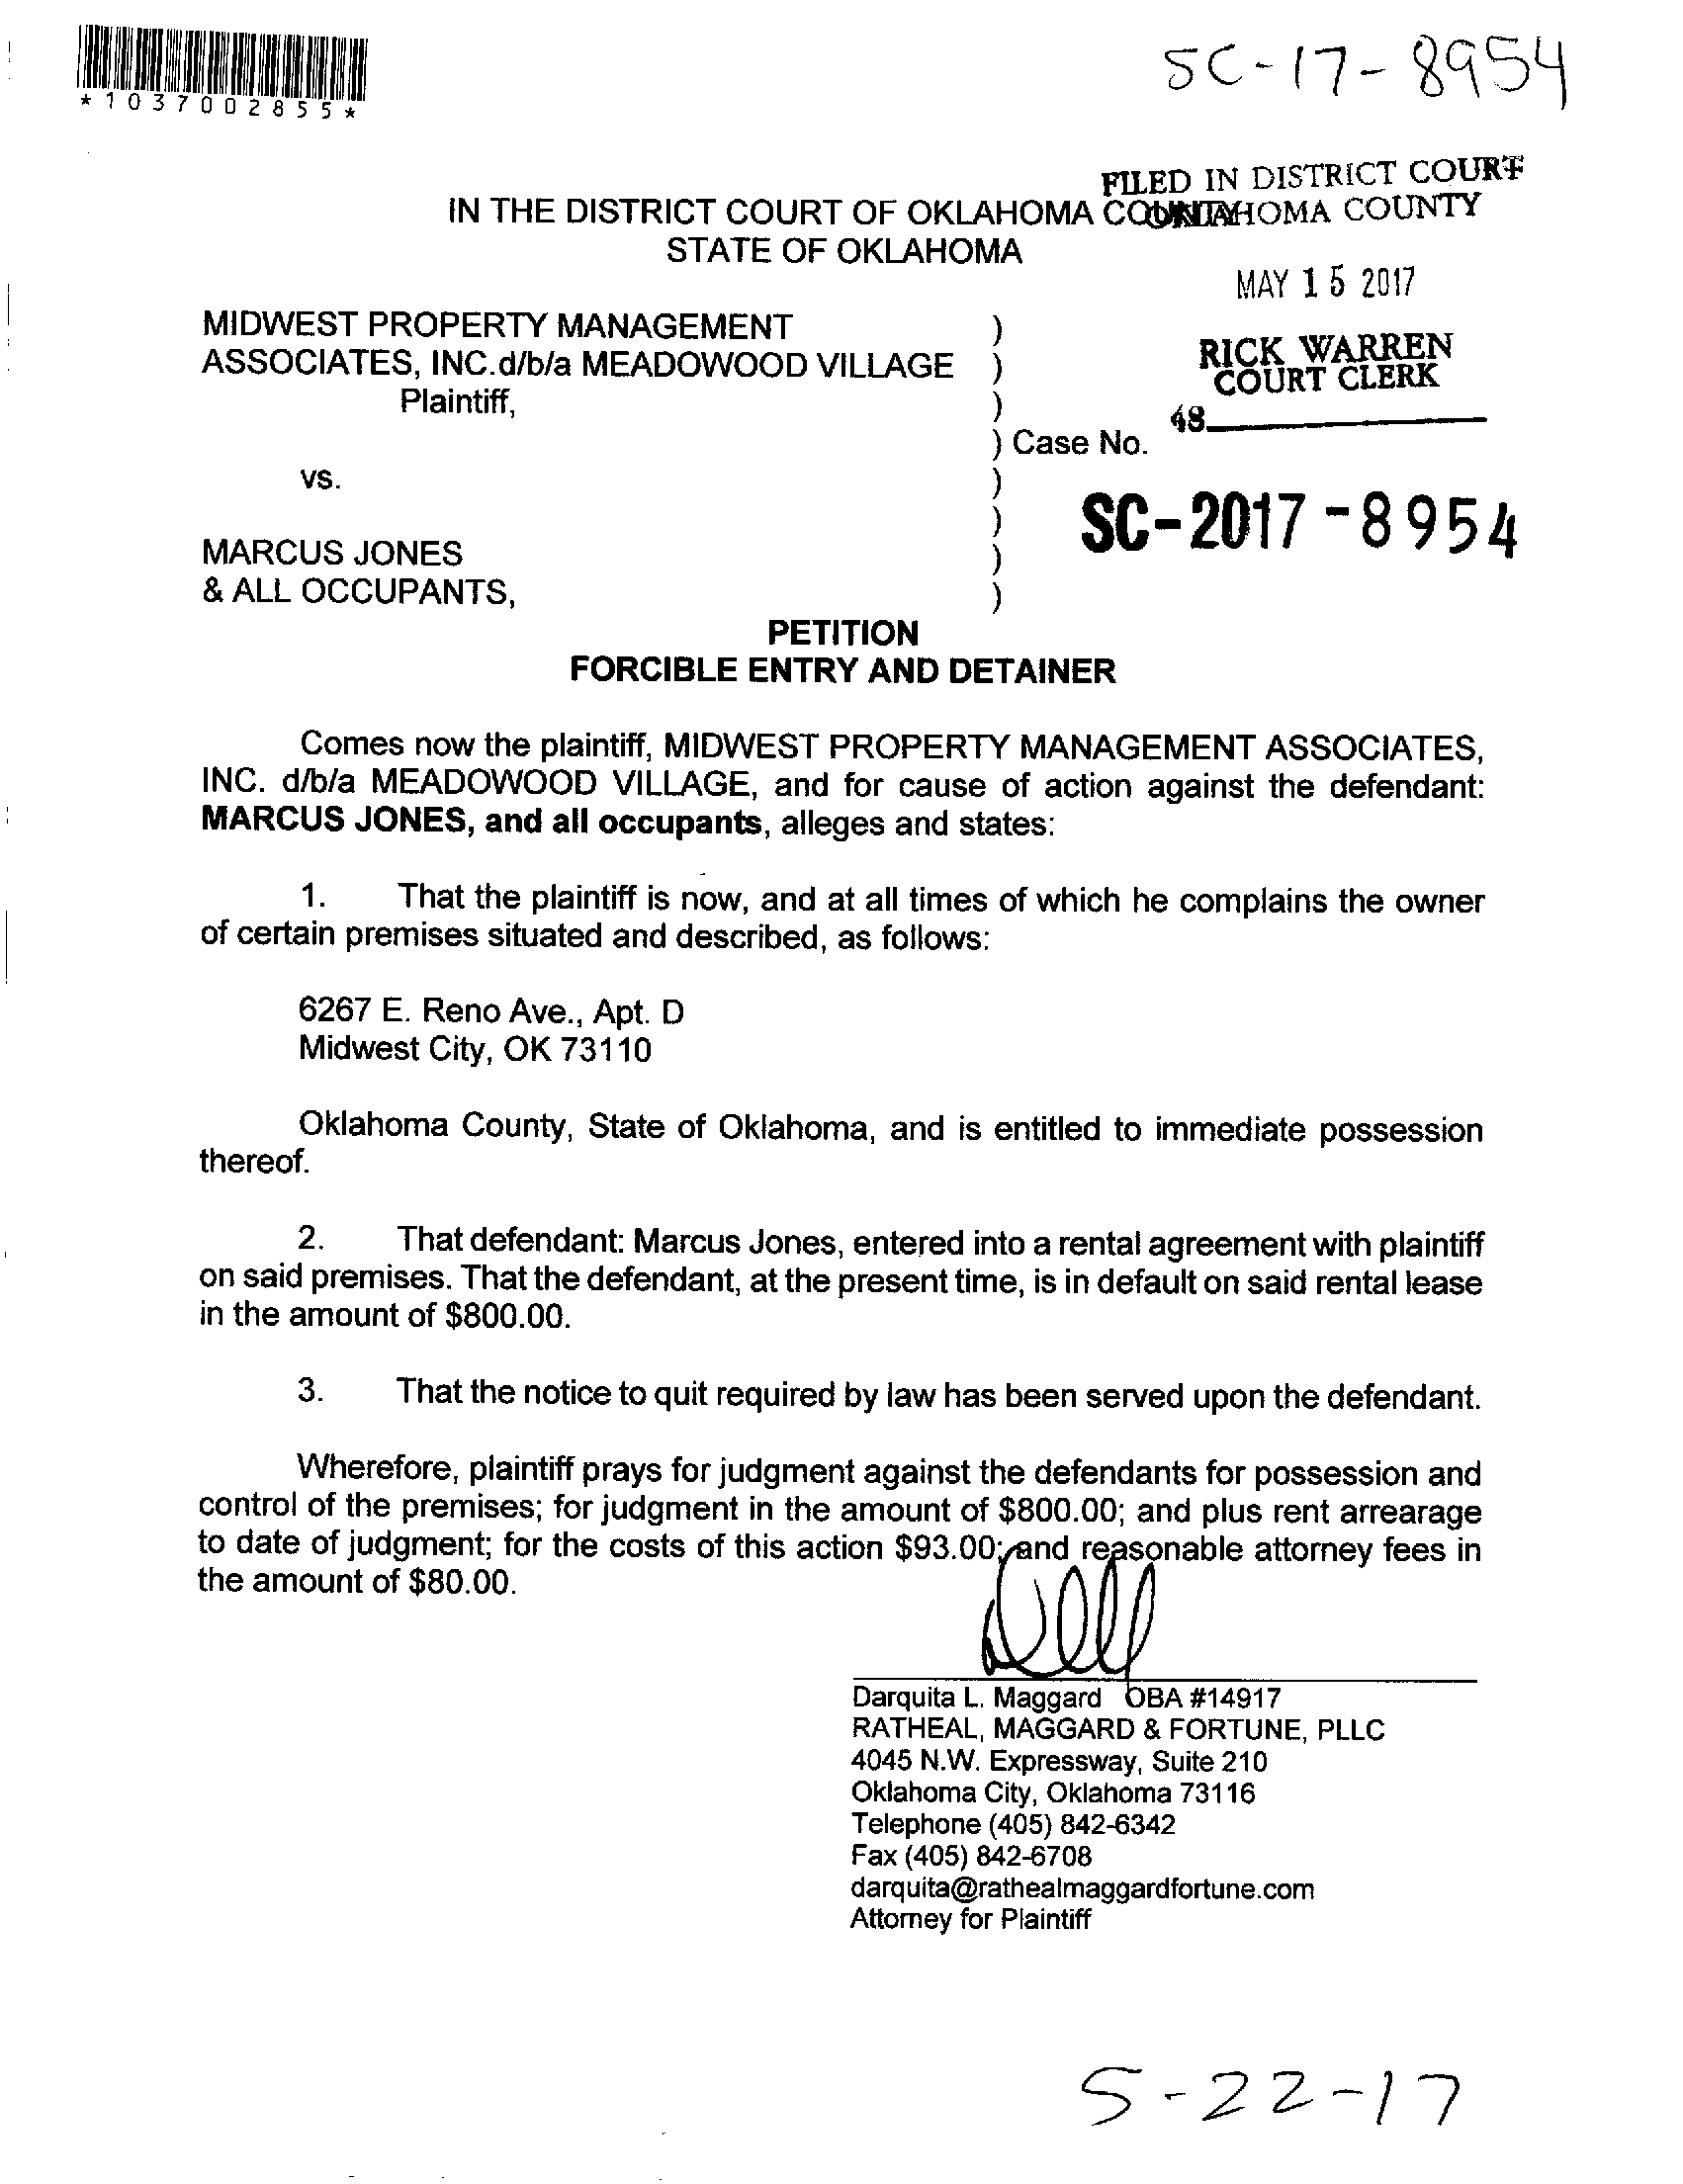 *1037002855*
SC-17-8954
FILED IN DISTRICT COURT
IN THE DISTRICT COURT OF OKLAHOMA COUNTY
OKLAHOMA COUNTY
STATE OF OKLAHOMA
MAY 15 2017
MIDWEST PROPERTY MANAGEMENT )
ASSOCIATES, INC.d/b/a MEADOWOOD VILLAGE )
RICK WARREN
COURT CLERK
Plaintiff, )
48
) Case No.
vs. )
)
SC-2017-8954
MARCUS JONES )
& ALL OCCUPANTS, )
PETITION
FORCIBLE ENTRY AND DETAINER
Comes now the plaintiff, MIDWEST PROPERTY MANAGEMENT ASSOCIATES,
INC. d/b/a MEADOWOOD VILLAGE, and for cause of action against the defendant:
MARCUS JONES, and all occupants, alleges and states:
1. That the plaintiff is now, and at all times of which he complains the owner
of certain premises situated and described, as follows:
6267 E. Reno Ave., Apt. D
Midwest City, OK 73110
Oklahoma County, State of Oklahoma, and is entitled to immediate possession
thereof.
2. That defendant: Marcus Jones, entered into a rental agreement with plaintiff
on said premises. That the defendant, at the present time, is in default on said rental lease
in the amount of $800.00.
3. That the notice to quit required by law has been served upon the defendant.
Wherefore, plaintiff prays for judgment against the defendants for possession and
control of the premises; for judgment in the amount of $800.00; and plus rent arrearage
to date of judgment; for the costs of this action $93.00; and reasonable attorney fees in
the amount of $80.00.
Darquita L. Maggard OBA #14917
RATHEAL, MAGGARD & FORTUNE, PLLC
4045 N.W. Expressway, Suite 210
Oklahoma City, Oklahoma 73116
Telephone (405) 842-6342
Fax (405) 842-6708
darquita@rathealmaggardfortune.com
Attorney for Plaintiff
5-22-17